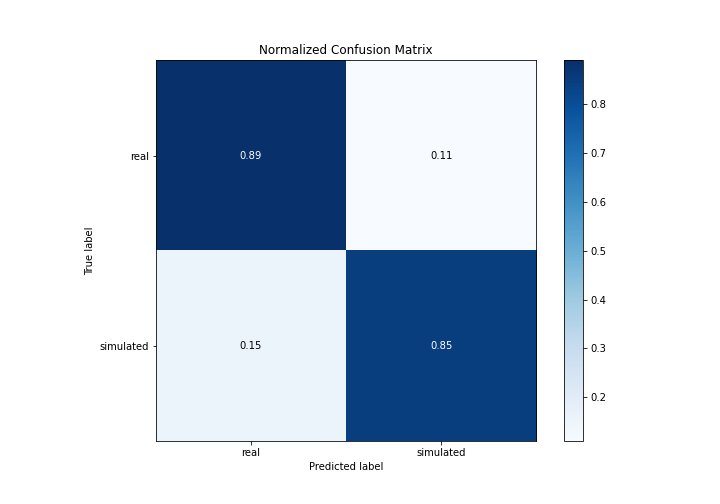 Normalized Confusion Matrix
True label
real
simulated
0.89
0.11
0.15
0.85
real
simulated
Predicted label
0.8
0.7
0.6
0.5
0.4
0.3
0.2